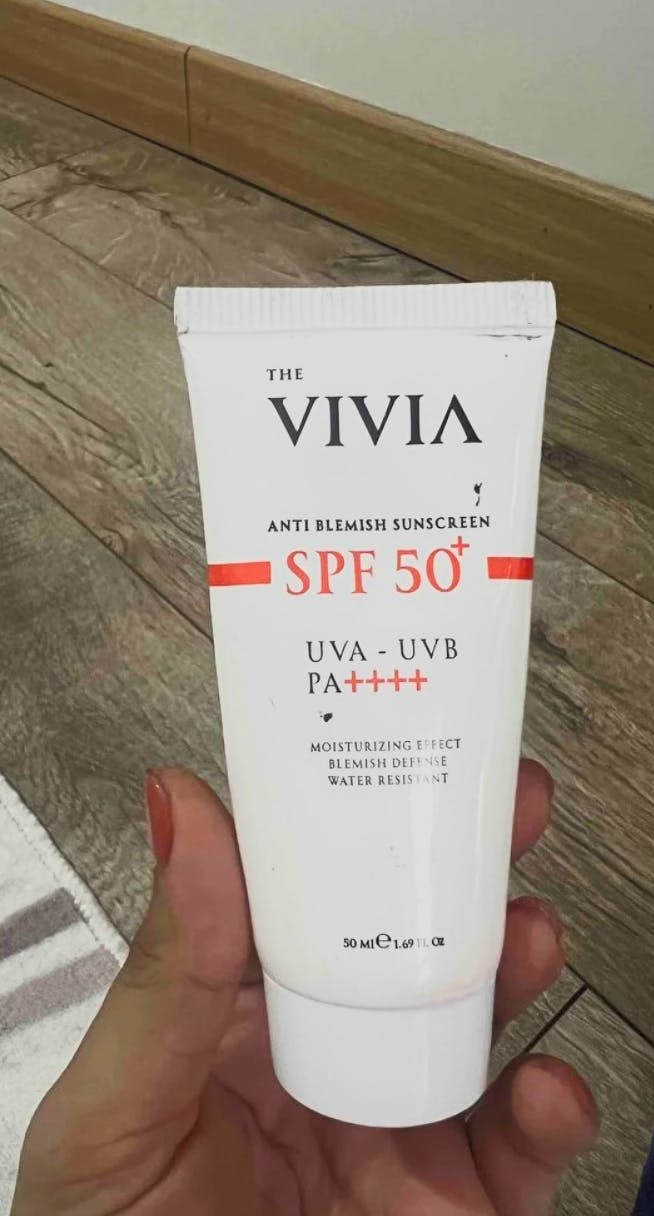 THE
VIVIA
ANTI BLEMISH SUNSCREEN
SPF 50+
UVA - UVB
PA++++
MOISTURIZING EFFECT
BLEMISH DEFENSE
WATER RESISTANT
50 Ml e 1.69 FL Oz